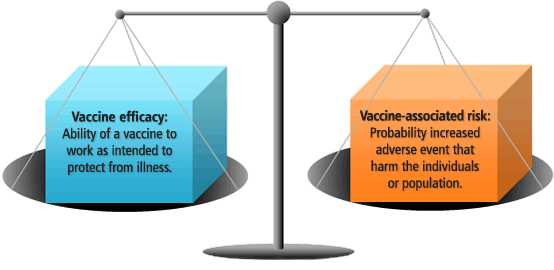 Vaccine efficacy:
Ability of a vaccine to
work as intended to
protect from illness.
Vaccine-associated risk:
Probability increased
adverse event that
harm the individuals
or population.